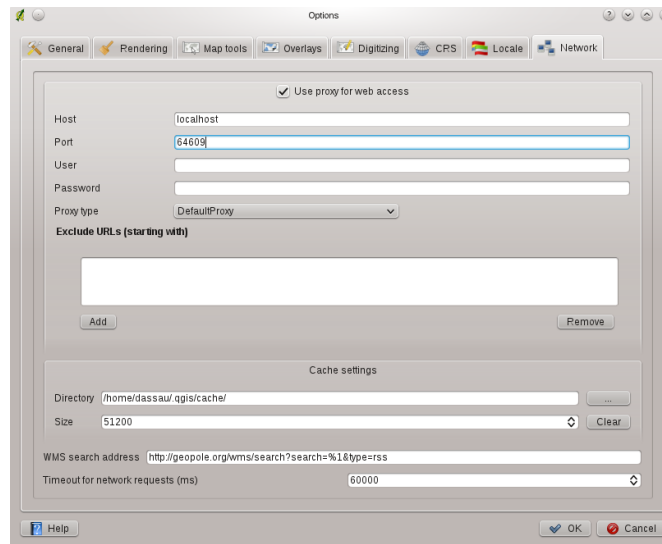 Options
General Rendering Map tools Overlays Digitizing CRS Locale Network
Use proxy for web access
Host localhost
Port 64609
User
Password
Proxy type DefaultProxy
Exclude URLs (starting with)
Add Remove
Cache settings
Directory /home/dassau/.qgis/cache/ ...
Size 51200 Clear
WMS search address http://geopole.org/wms/search?search=%1&type=rss
Timeout for network requests (ms) 60000
Help OK Cancel